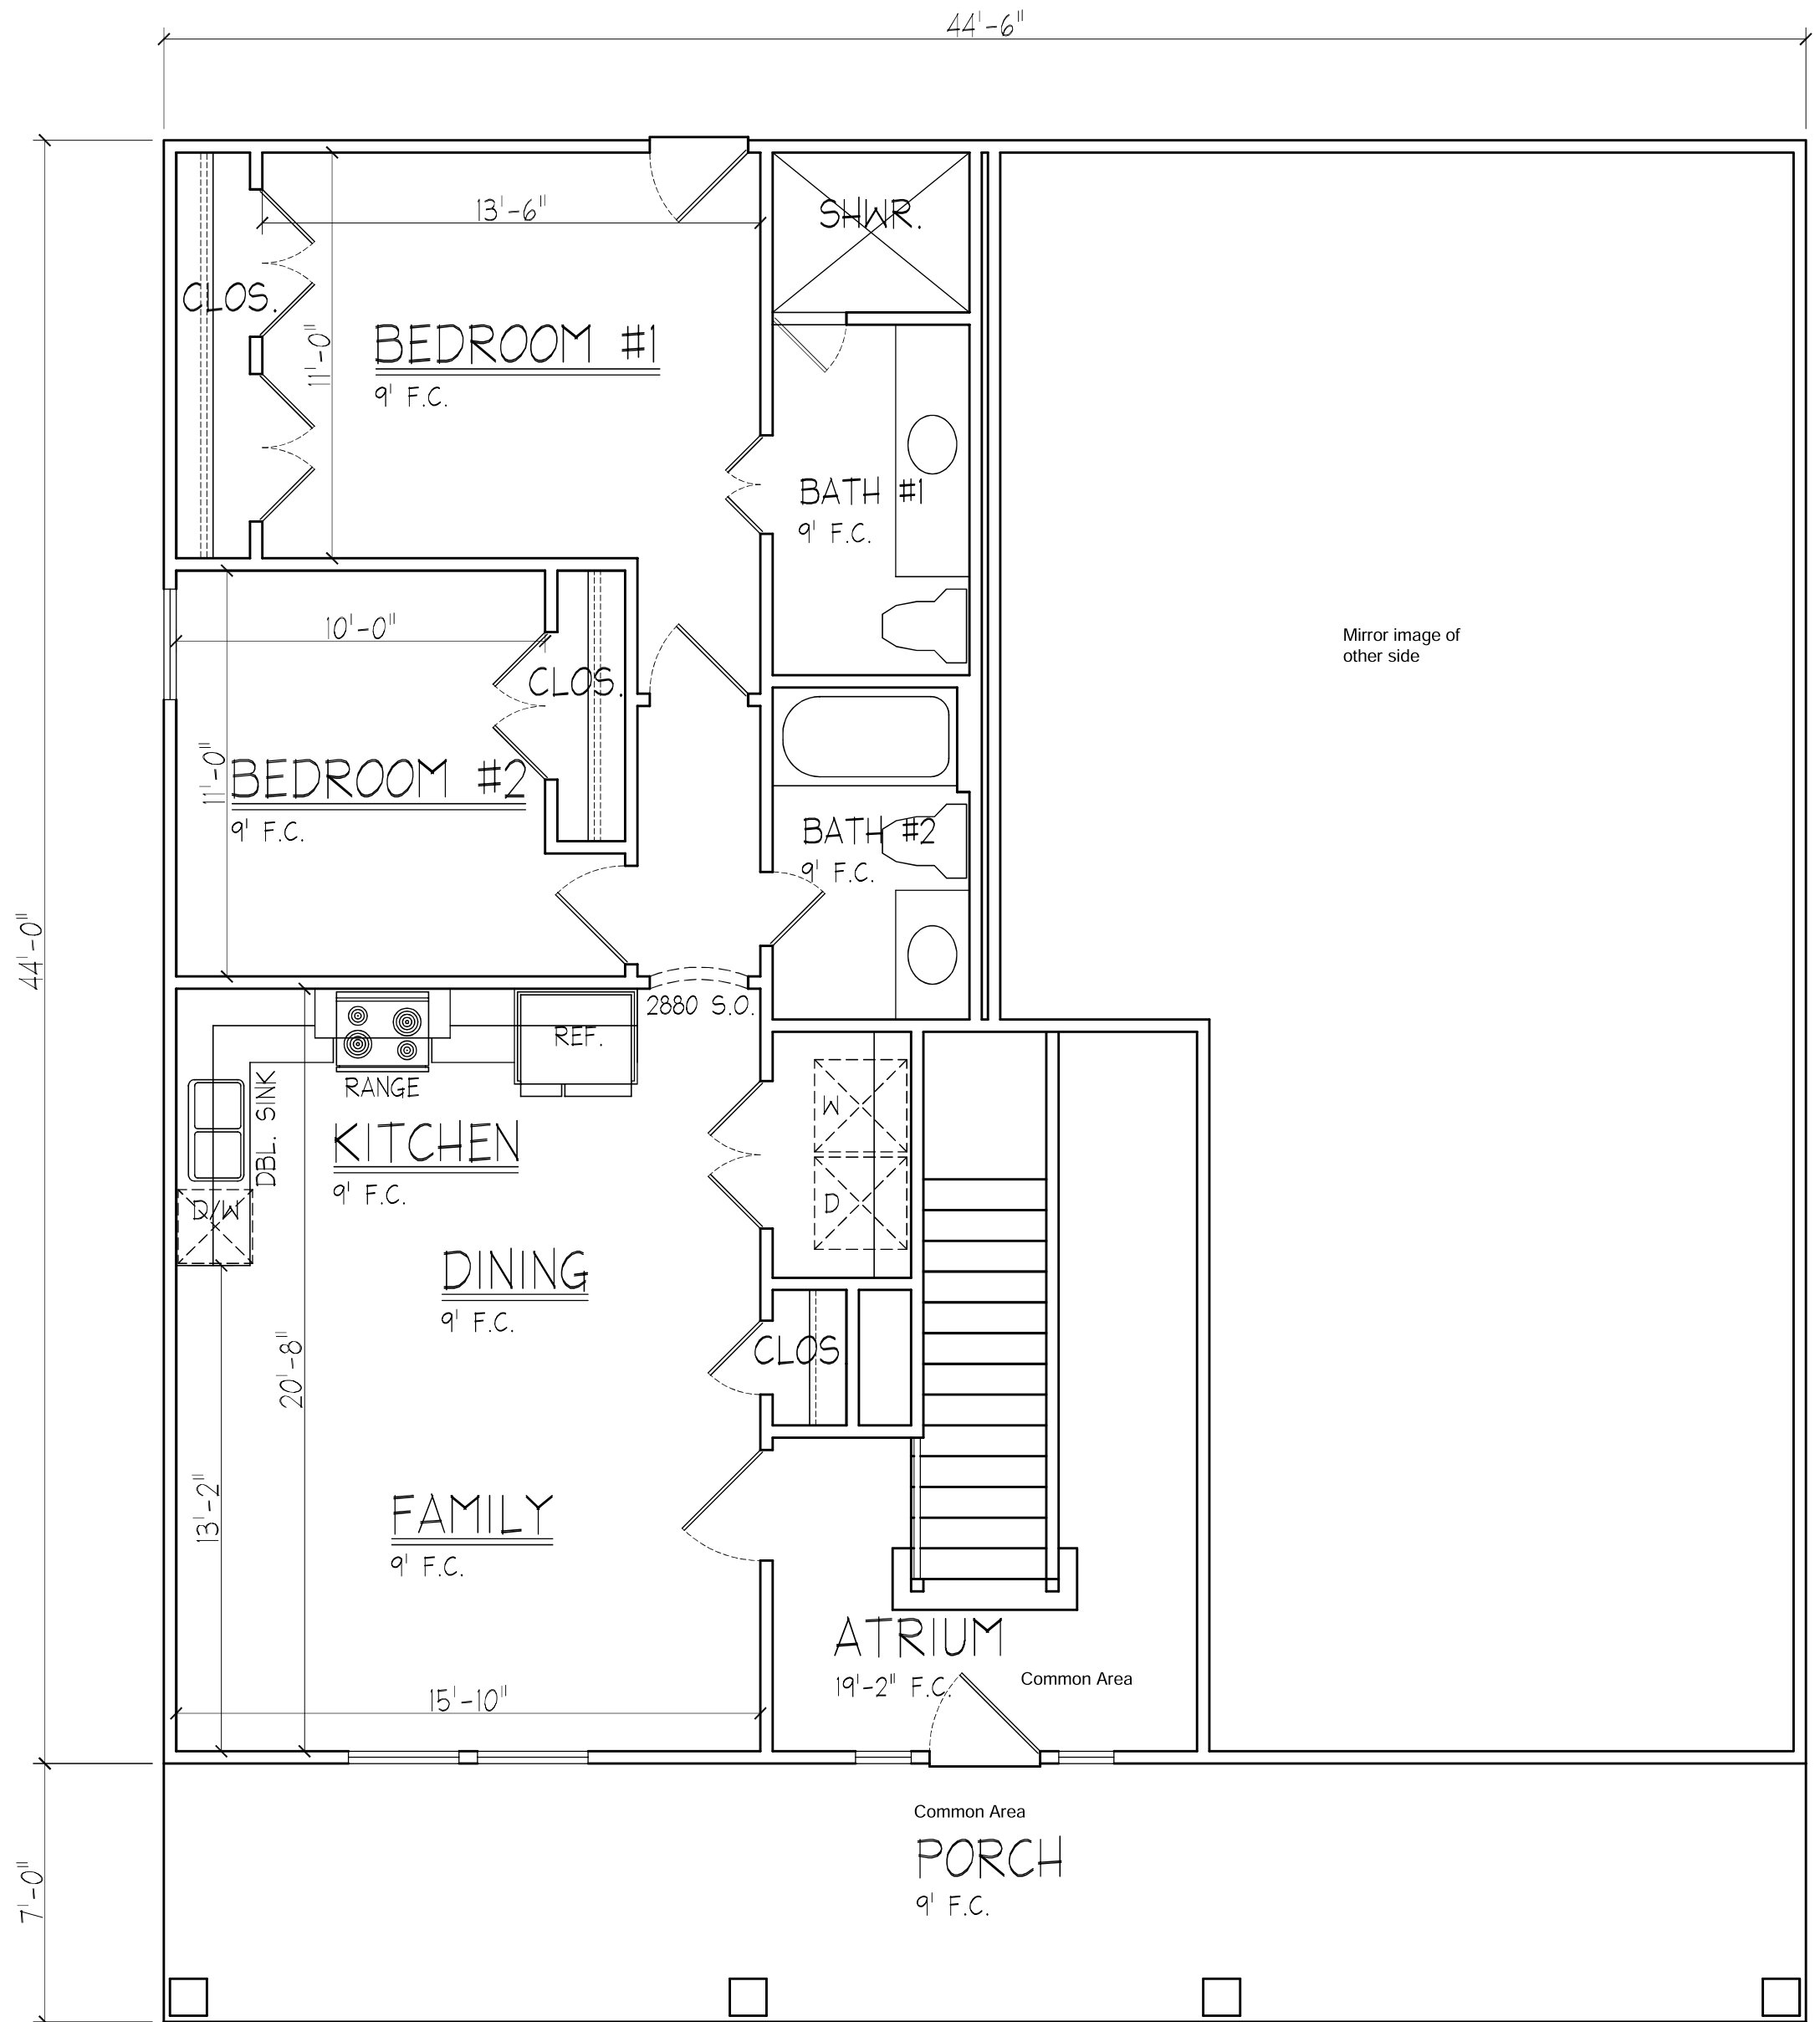 44'-6"
13'-6"
SHWR.
CLOS.
11'-0"
BEDROOM #1
9' F.C.
BATH #1
9' F.C.
10'-0"
Mirror image of
other side
CLOS.
11'-0"
BEDROOM #2
9' F.C.
BATH #2
9' F.C.
44'-0"
2880 S.O.
REF.
RANGE
DBL. SINK
W
KITCHEN
9' F.C.
D/W
D
DINING
9' F.C.
CLOS
20'-8"
13'-2"
FAMILY
9' F.C.
ATRIUM
19'-2" F.C.
Common Area
15'-10"
Common Area
PORCH
9' F.C.
7'-0"